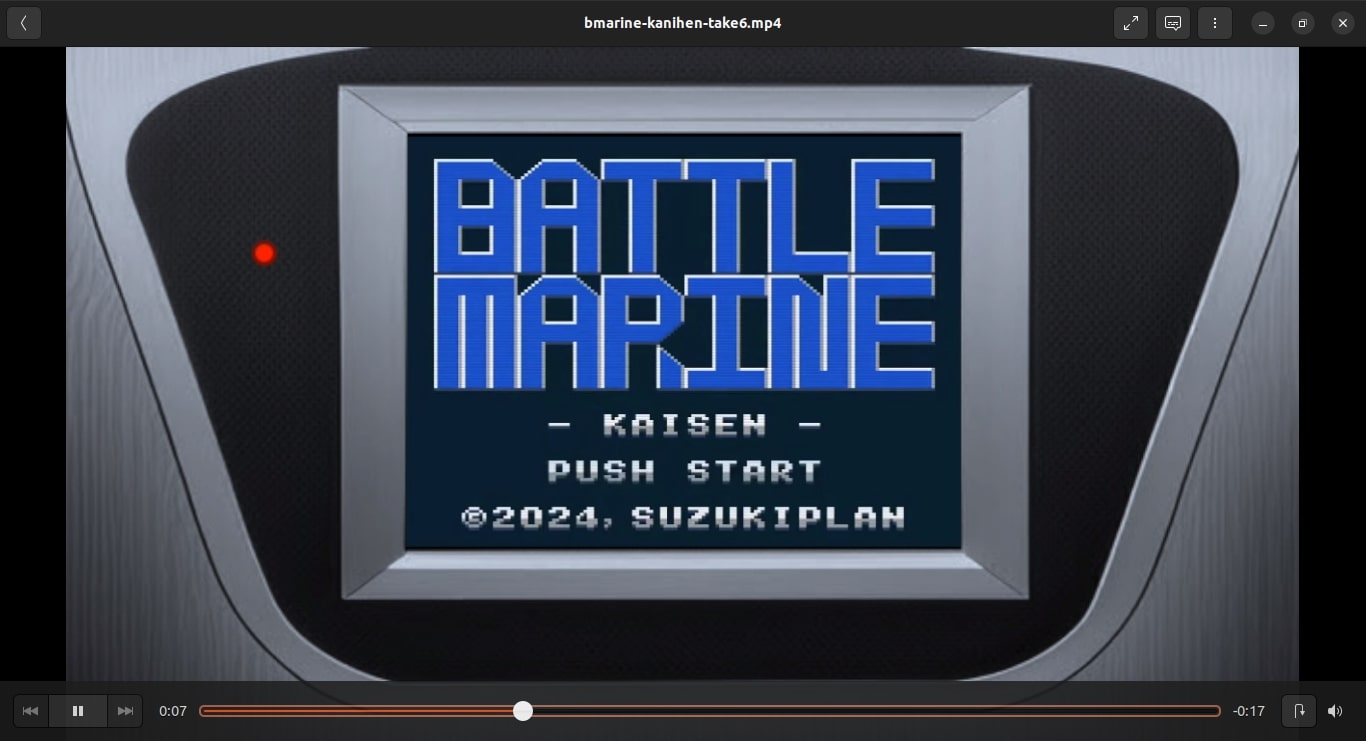 bmarine-kanihen-take6.mp4
BATTLE
MARINE
- KAISEN -
PUSH START
©2024, SUZUKIPLAN
0:07
-0:17